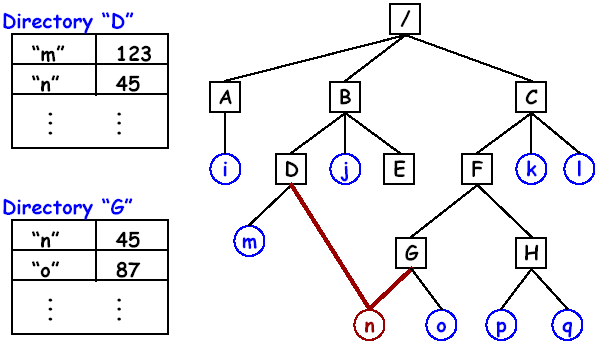 Directory “D”
“m” 123
“n” 45
⋮ ⋮
Directory “G”
“n” 45
“o” 87
⋮ ⋮
/
A B C
i D j E F k l
m G H
n o p q